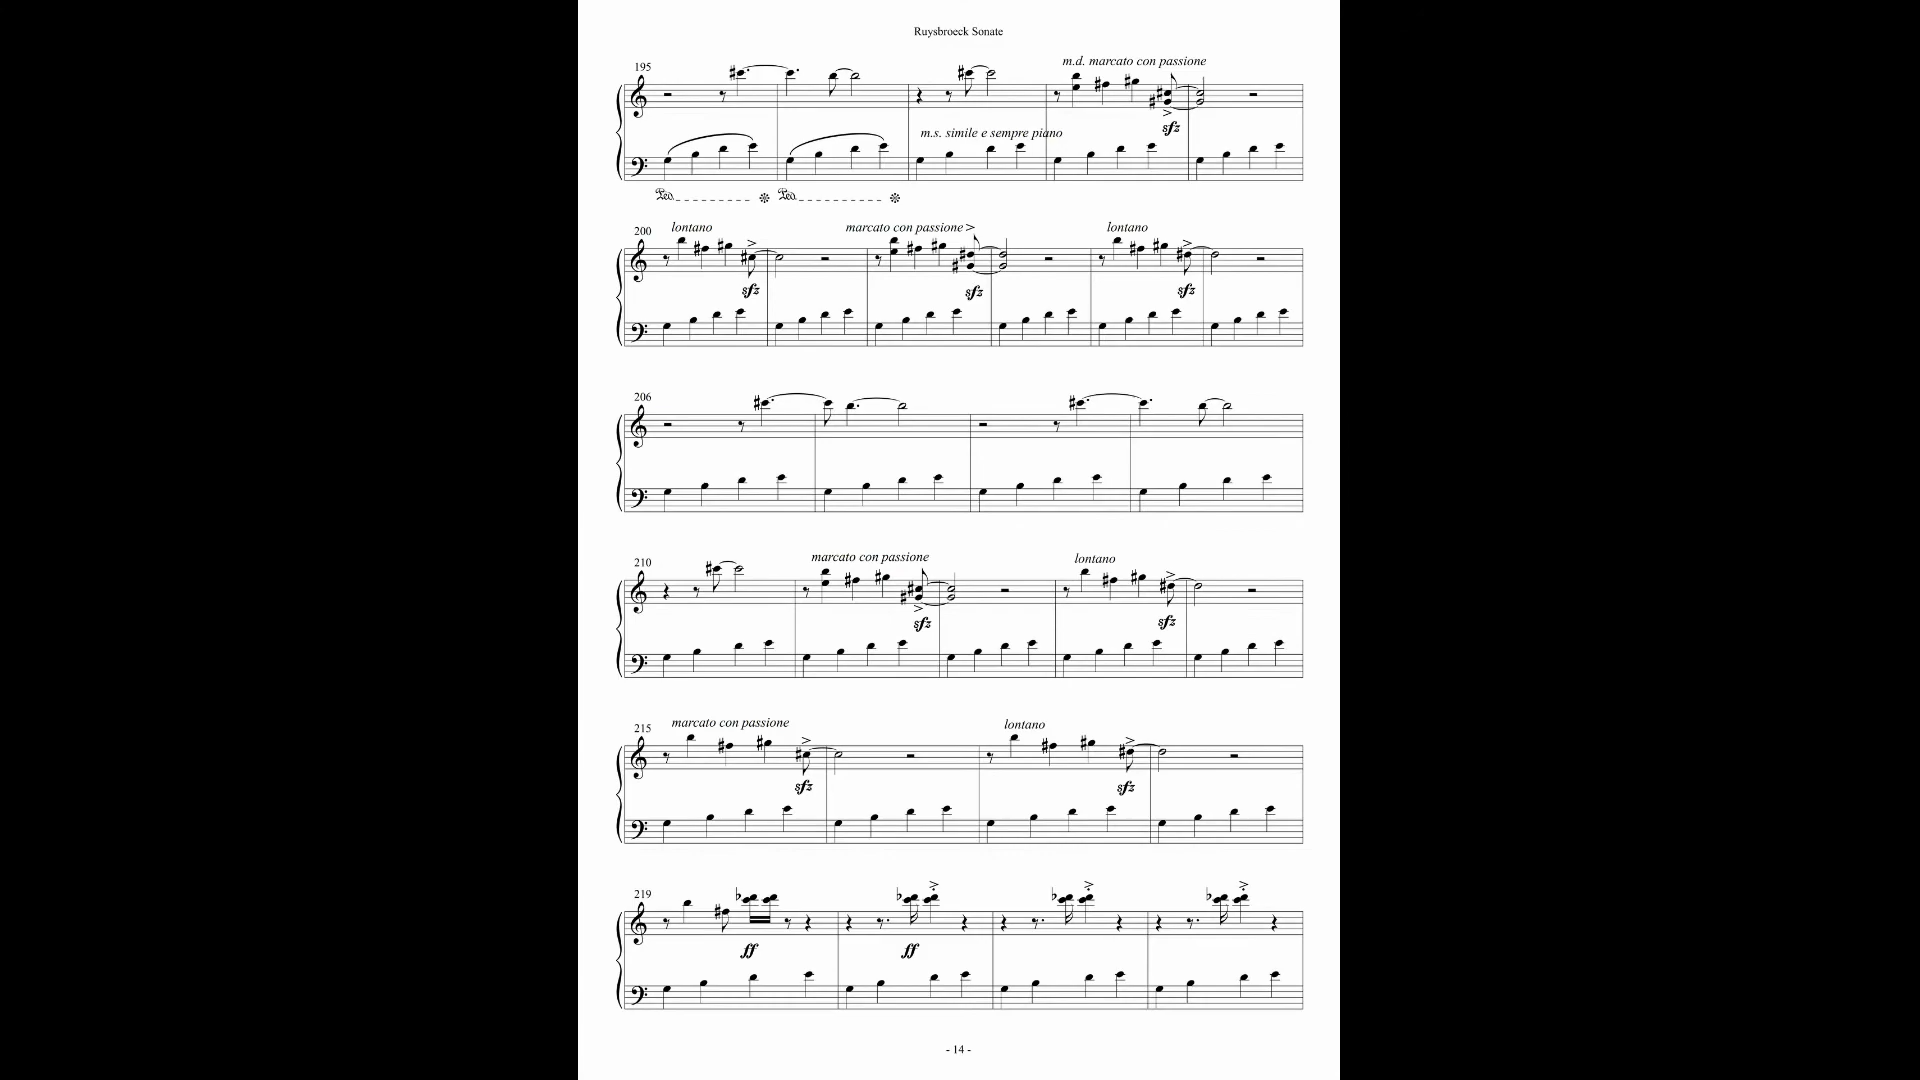 Ruysbroeck Sonate
195
m.d. marcato con passione
sfz
m.s. simile e sempre piano
Ped. Ped.
200
lontano marcato con passione lontano
sfz sfz sfz
206
210
marcato con passione lontano
sfz sfz
215
marcato con passione lontano
sfz sfz
219
ff ff
- 14 -